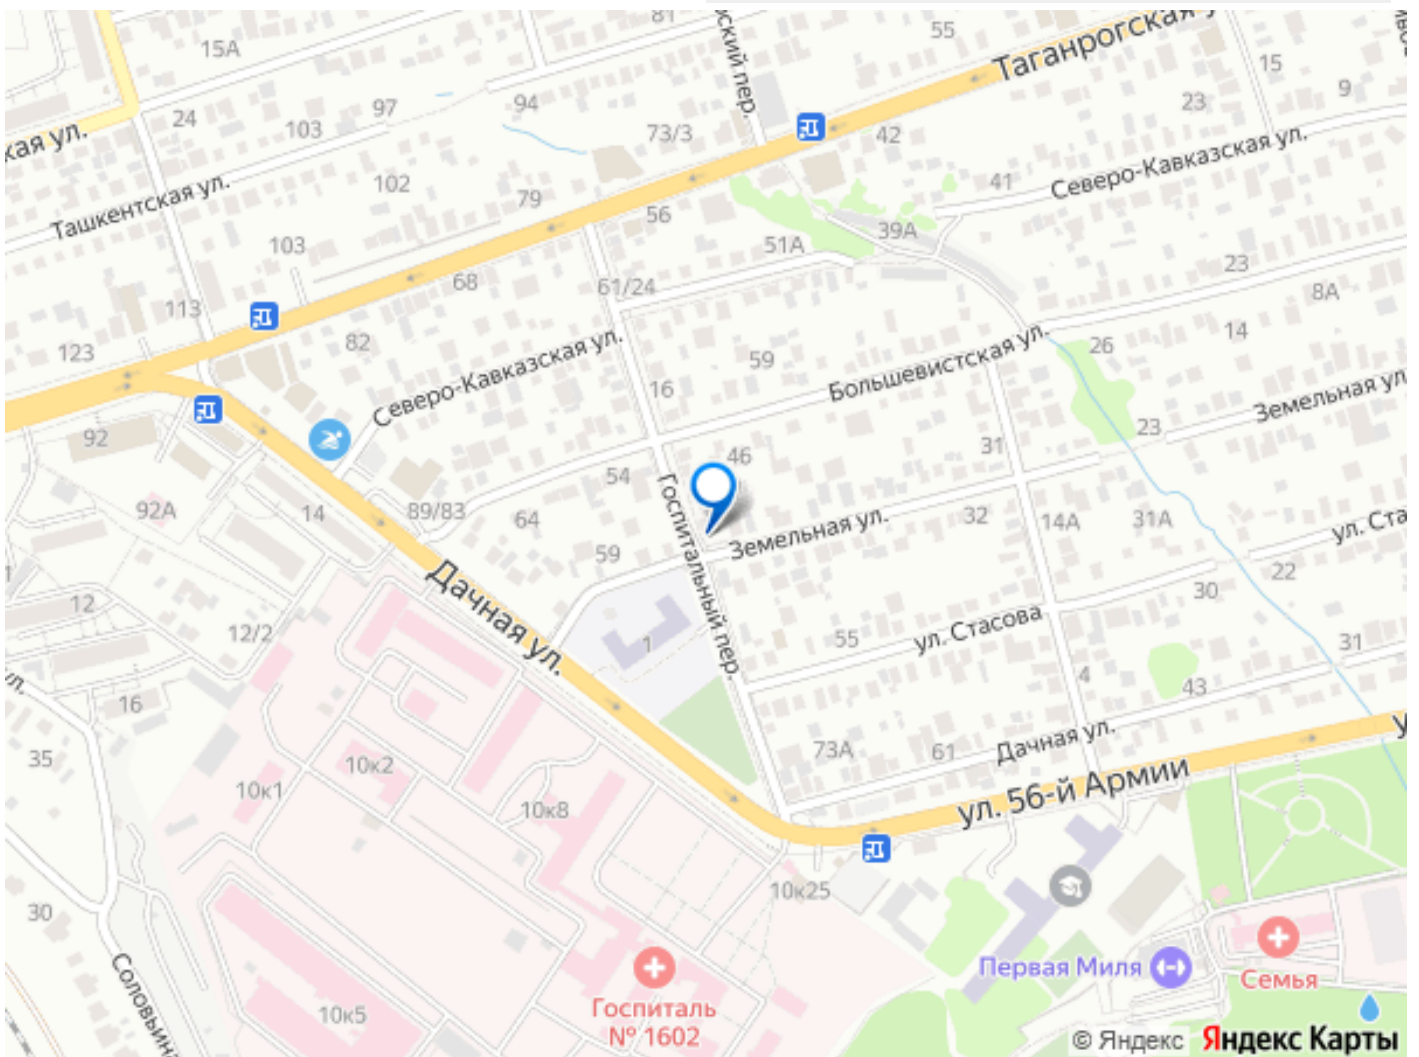 81
55
15А
Таганрогская у
15
94
97
24
103
23
9
73/3
42
кая ул.
ский пер.
Северо-Кавказская ул.
102
41
Ташкентская ул.
79
56
39А
103
51А
68
61/24
23
8А
113
14
82
123
59
26
Северо-Кавказская ул.
16
Большевистская ул.
Земельная ул
92
46
31
23
54
92А
14
89/83
64
Госпитальный пер.
32
14А
31А
ул. Ста
59
Земельная ул.
22
Дачная ул.
12
30
12/2
1
55
ул. Стасова
31
л.
16
4
43
35
10к2
73А
61
Дачная ул.
10к1
10к8
ул. 56-й Армии
у
10к25
30
Соловьин
Первая Миля
Семья
10к5
Госпиталь
№ 1602
© Яндекс Яндекс Карты